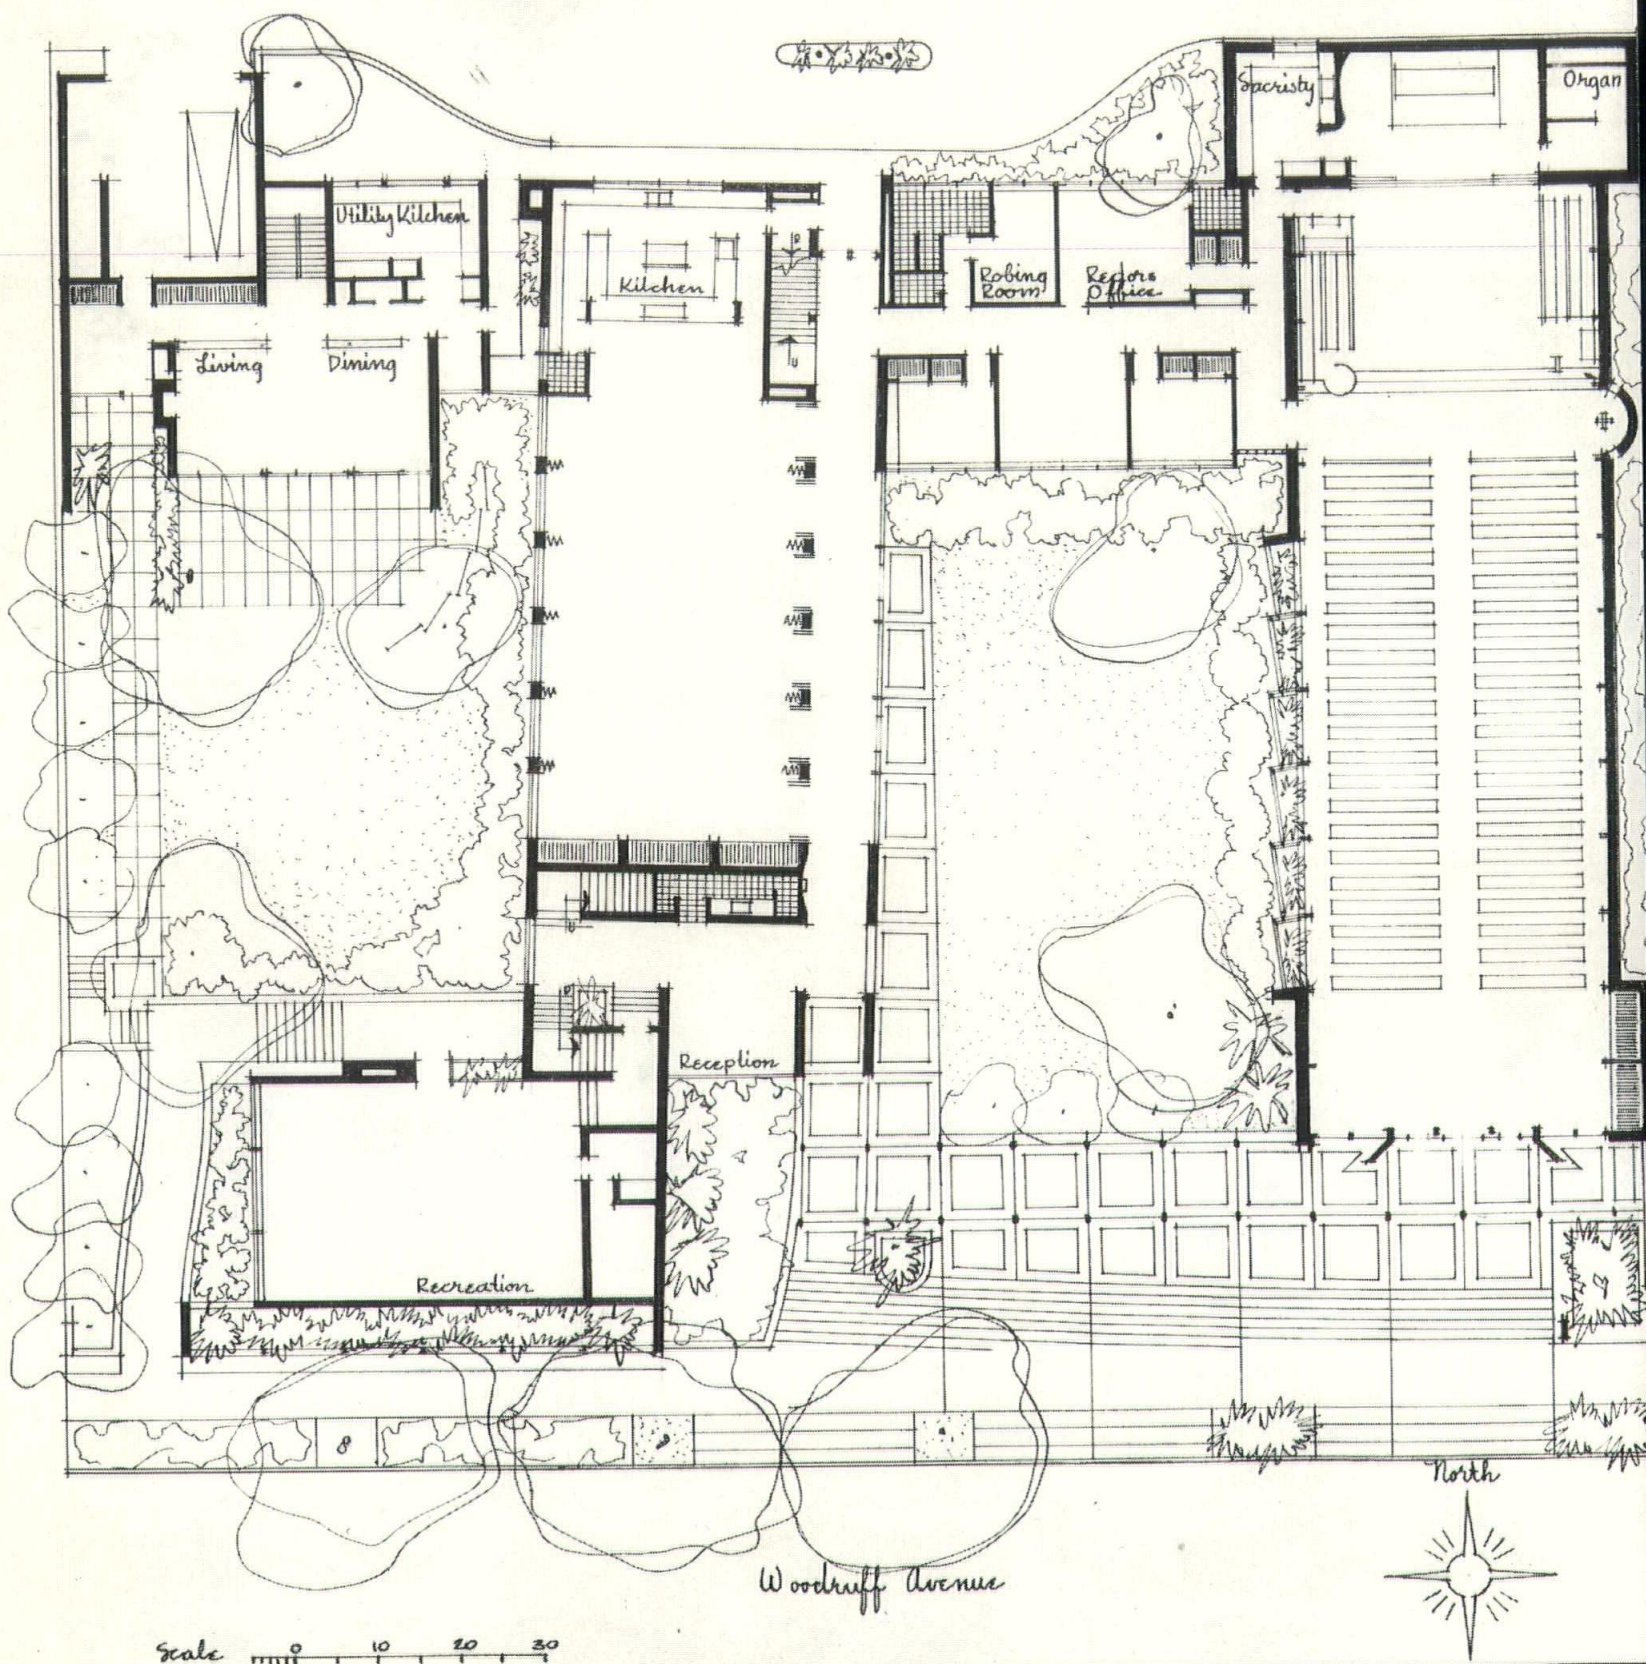 Sacristy
Organ
Utility Kitchen
Kitchen
Robing
Room
Rectors
Office
Living
Dining
U
Reception
Recreation
North
Woodruff Avenue
Scale 0 10 20 30